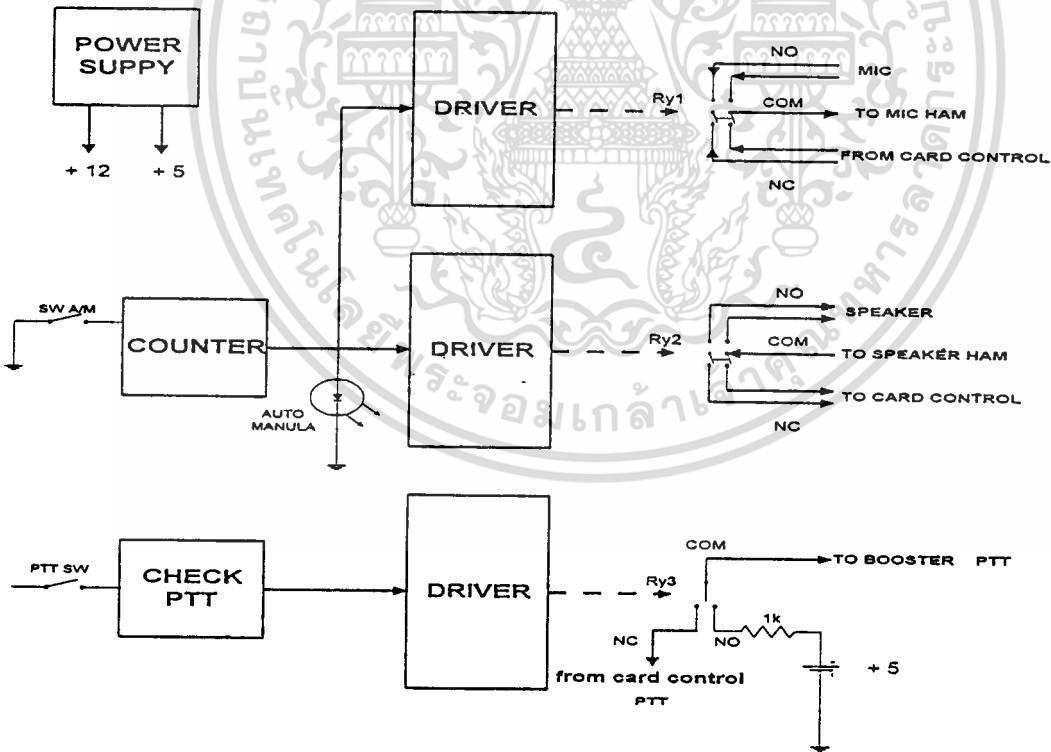 POWER
SUPPY
+ 12
+ 5
DRIVER
Ry1
NO
MIC
COM
TO MIC HAM
FROM CARD CONTROL
NC
SW A/M
COUNTER
AUTO
MANULA
DRIVER
Ry2
NO
SPEAKER
COM
TO SPEAKER HAM
TO CARD CONTROL
NC
PTT SW
CHECK
PTT
DRIVER
Ry3
COM
TO BOOSTER PTT
NC
NO
1k
+ 5
from card control
PTT